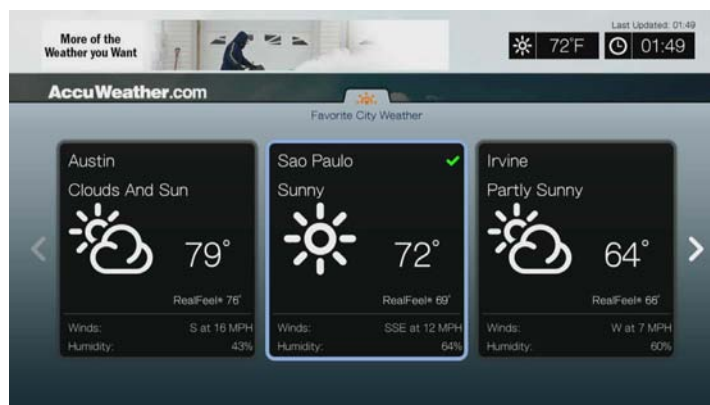 More of the
Weather you Want
Last Updated: 01:49
72°F
01:49
AccuWeather.com
Favorite City Weather
Austin
Clouds And Sun
79°
RealFeel® 76°
Winds: S at 16 MPH
Humidity: 43%
Sao Paulo
Sunny
72°
RealFeel® 69°
Winds: SSE at 12 MPH
Humidity: 64%
Irvine
Partly Sunny
64°
RealFeel® 66°
Winds: W at 7 MPH
Humidity: 60%